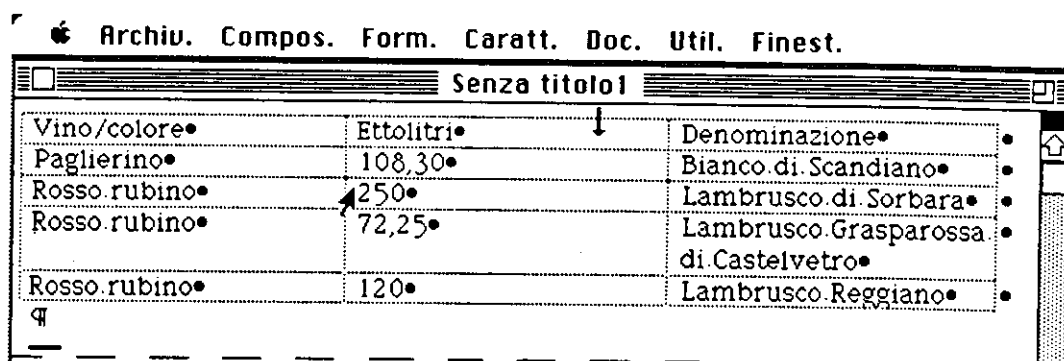 Archiv. Compos. Form. Caratt. Doc. Util. Finest.
Senza titolo1
Vino/colore• Ettolitri• Denominazione• •
Paglierino• 108,30• Bianco·di·Scandiano• •
Rosso·rubino• 250• Lambrusco·di·Sorbara• •
Rosso·rubino• 72,25• Lambrusco·Grasparossa· •
di·Castelvetro•
Rosso·rubino• 120• Lambrusco·Reggiano• •
¶